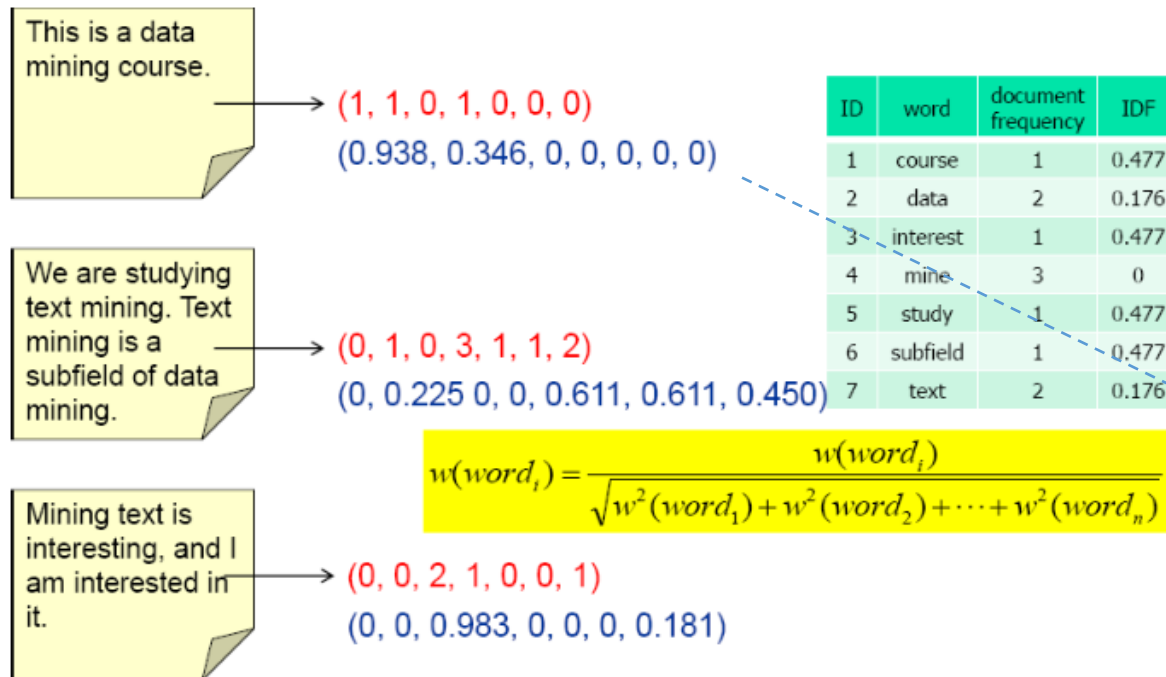 This is a data
mining course.
(1, 1, 0, 1, 0, 0, 0)
(0.938, 0.346, 0, 0, 0, 0, 0)
We are studying
text mining. Text
mining is a
subfield of data
mining.
(0, 1, 0, 3, 1, 1, 2)
(0, 0.225 0, 0, 0.611, 0.611, 0.450)
Mining text is
interesting, and I
am interested in
it.
(0, 0, 2, 1, 0, 0, 1)
(0, 0, 0.983, 0, 0, 0, 0.181)
ID word document frequency IDF
1 course 1 0.477
2 data 2 0.176
3 interest 1 0.477
4 mine 3 0
5 study 1 0.477
6 subfield 1 0.477
7 text 2 0.176
w(word_i) = w(word_i) / √(w²(word_1) + w²(word_2) + ⋯ + w²(word_n))